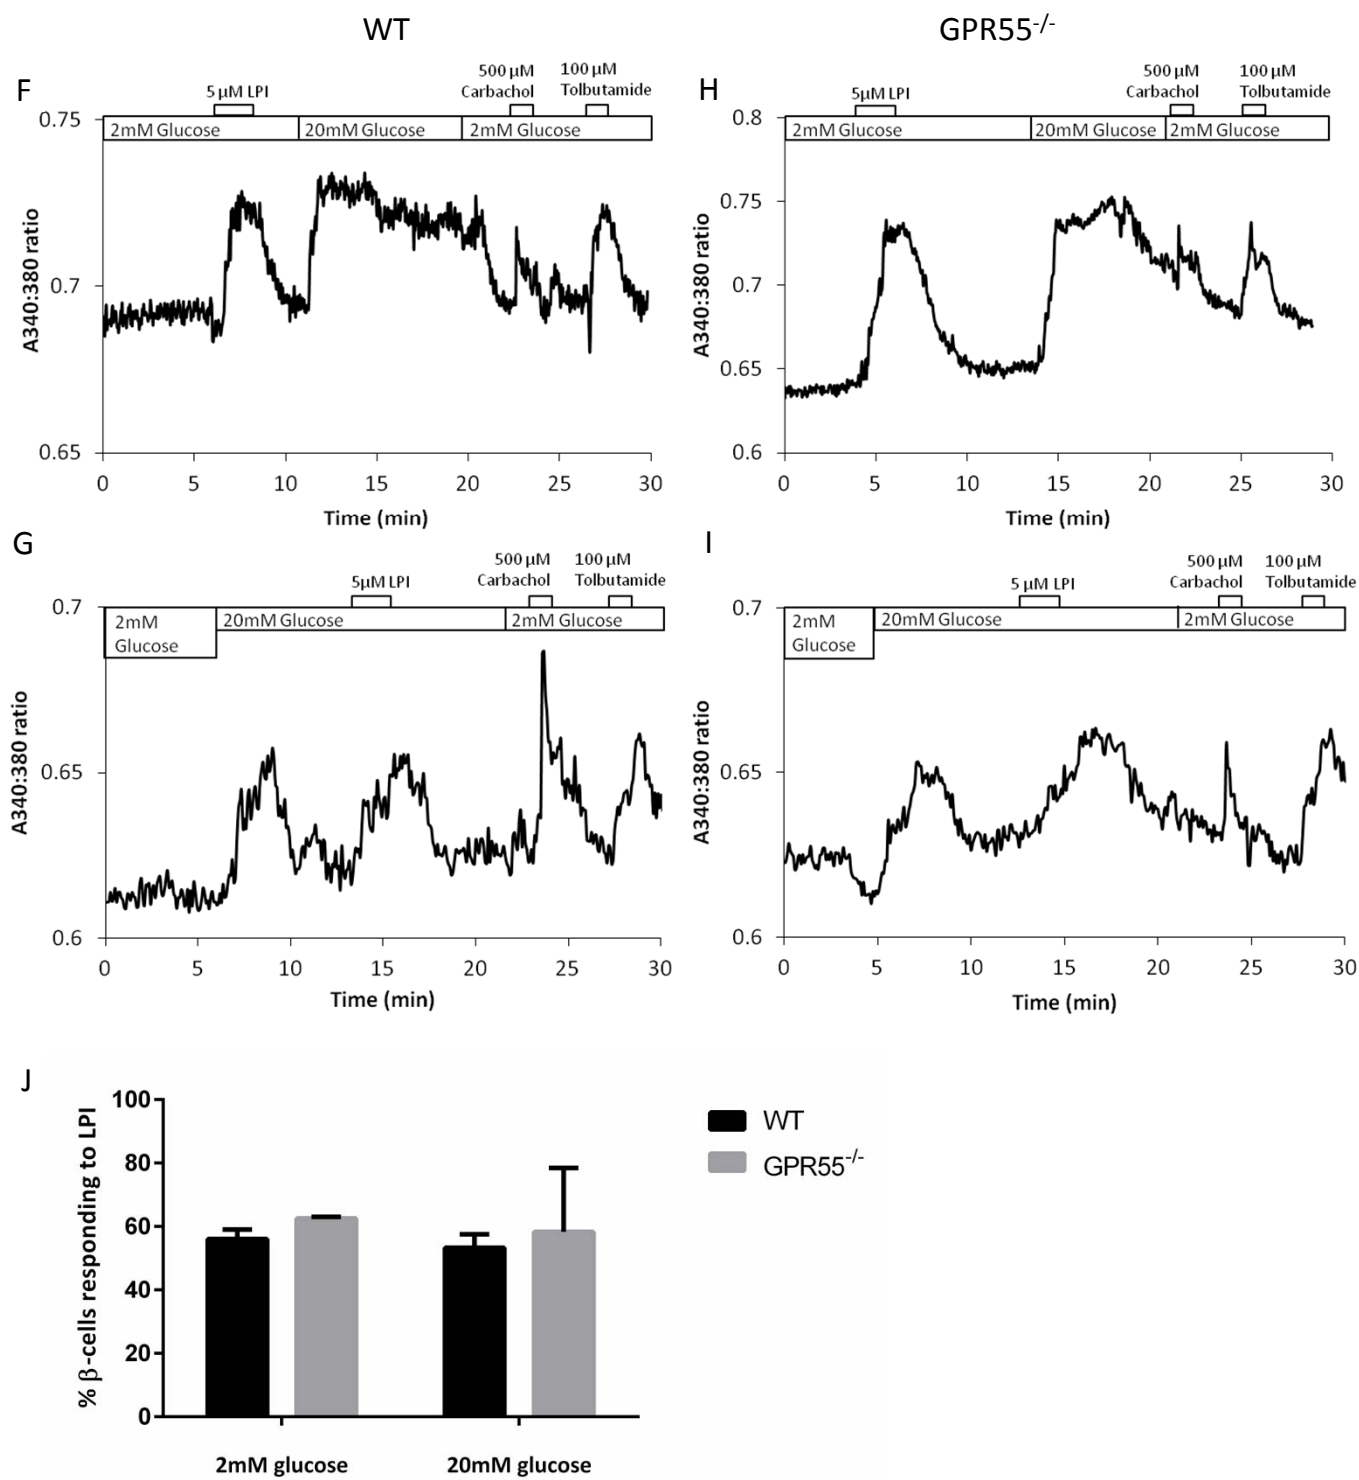 WT
GPR55-/-
F
5 µM LPI
500 µM
Carbachol
100 µM
Tolbutamide
2mM Glucose
20mM Glucose
2mM Glucose
0.75
0.7
0.65
A340:380 ratio
0
5
10
15
20
25
30
Time (min)
H
5µM LPI
500 µM
Carbachol
100 µM
Tolbutamide
2mM Glucose
20mM Glucose
2mM Glucose
0.8
0.75
0.7
0.65
0.6
A340:380 ratio
0
5
10
15
20
25
30
Time (min)
G
5µM LPI
500 µM
Carbachol
100 µM
Tolbutamide
2mM
Glucose
20mM Glucose
2mM Glucose
0.7
0.65
0.6
A340:380 ratio
0
5
10
15
20
25
30
Time (min)
I
5 µM LPI
500 µM
Carbachol
100 µM
Tolbutamide
2mM
Glucose
20mM Glucose
2mM Glucose
0.7
0.65
0.6
A340:380 ratio
0
5
10
15
20
25
30
Time (min)
J
% β-cells responding to LPI
100
80
60
40
20
0
2mM glucose
20mM glucose
WT
GPR55-/-